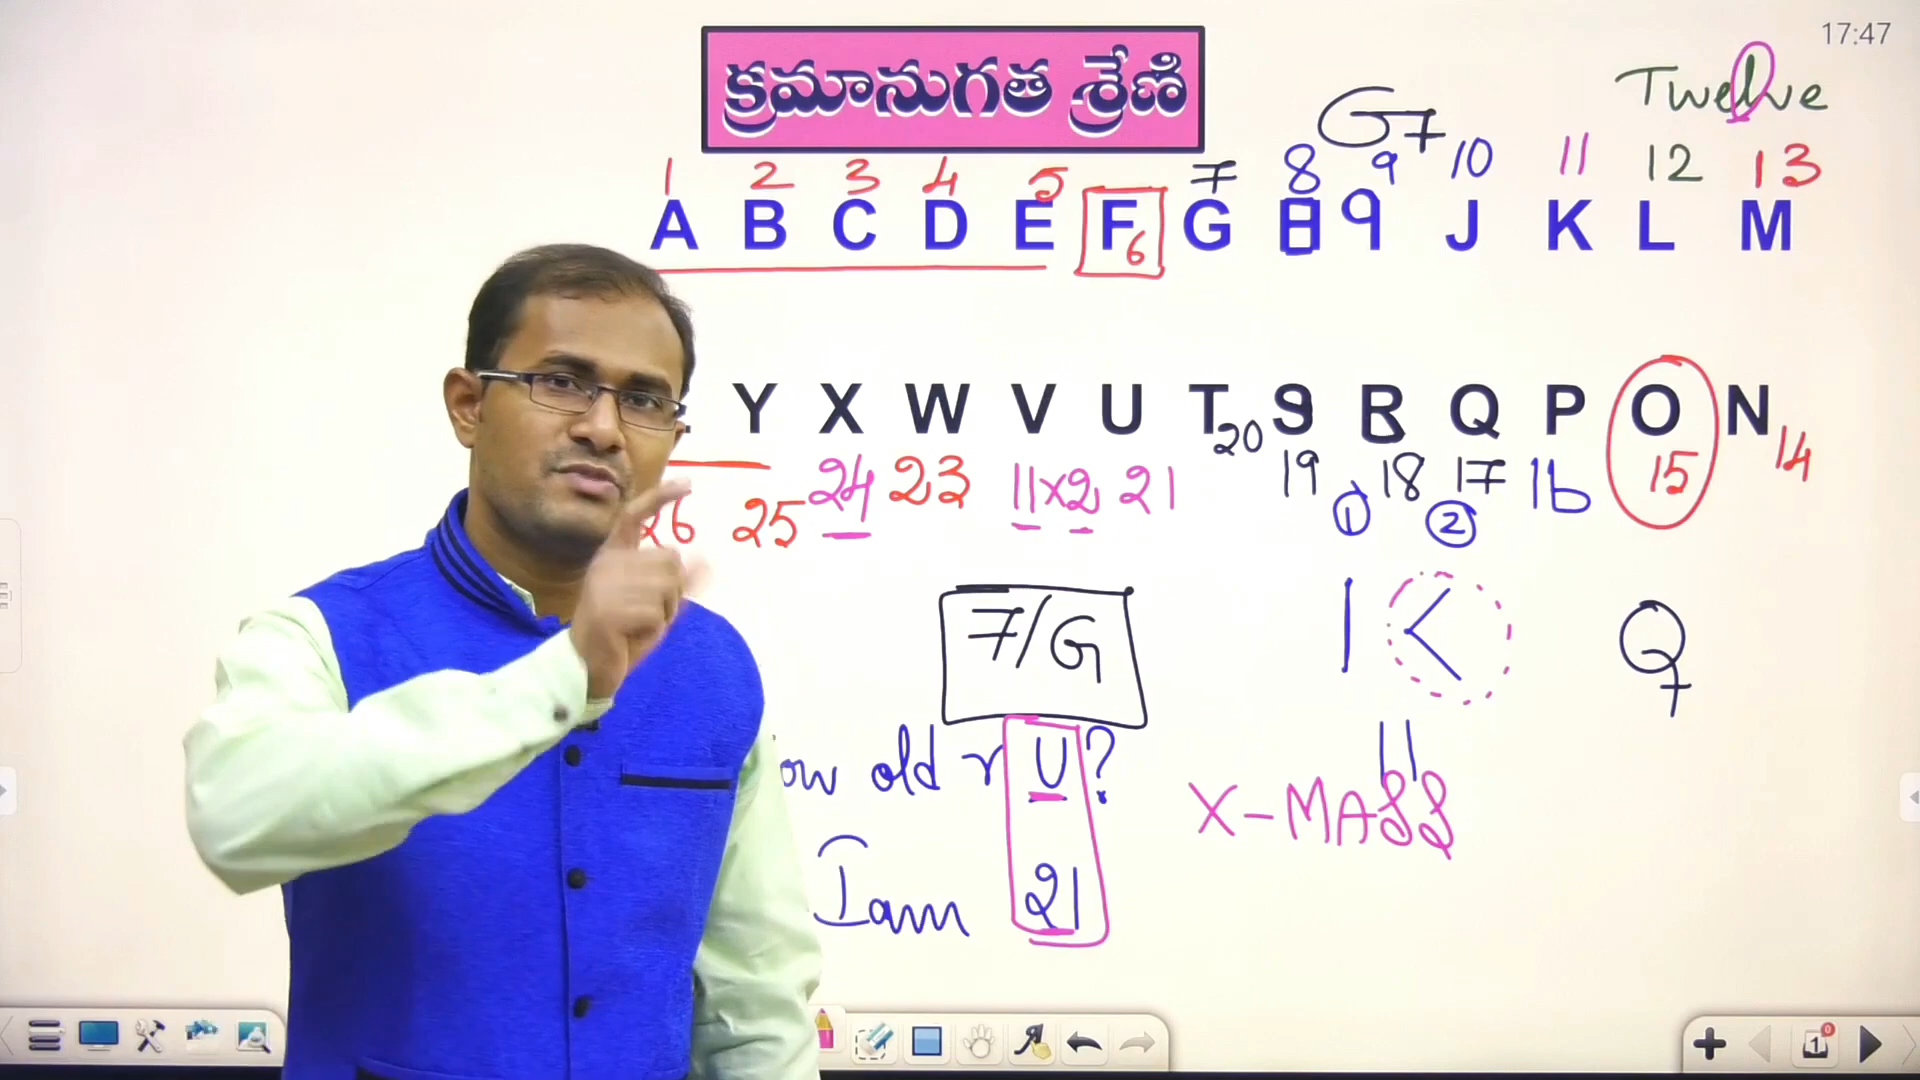 17:47
క్రమానుగత శ్రేణి
Twelve
G7
1 2 3 4 5 7 8 9 10 11 12 13
A B C D E F 6 G H 9 J K L M
Y X W V U T 20 S R Q P O N 14
26 25 24 23 11x2 21 19 18 17 16 15
1 2
7/G
Q
ow old r U?
X-MASS
I am 21
1